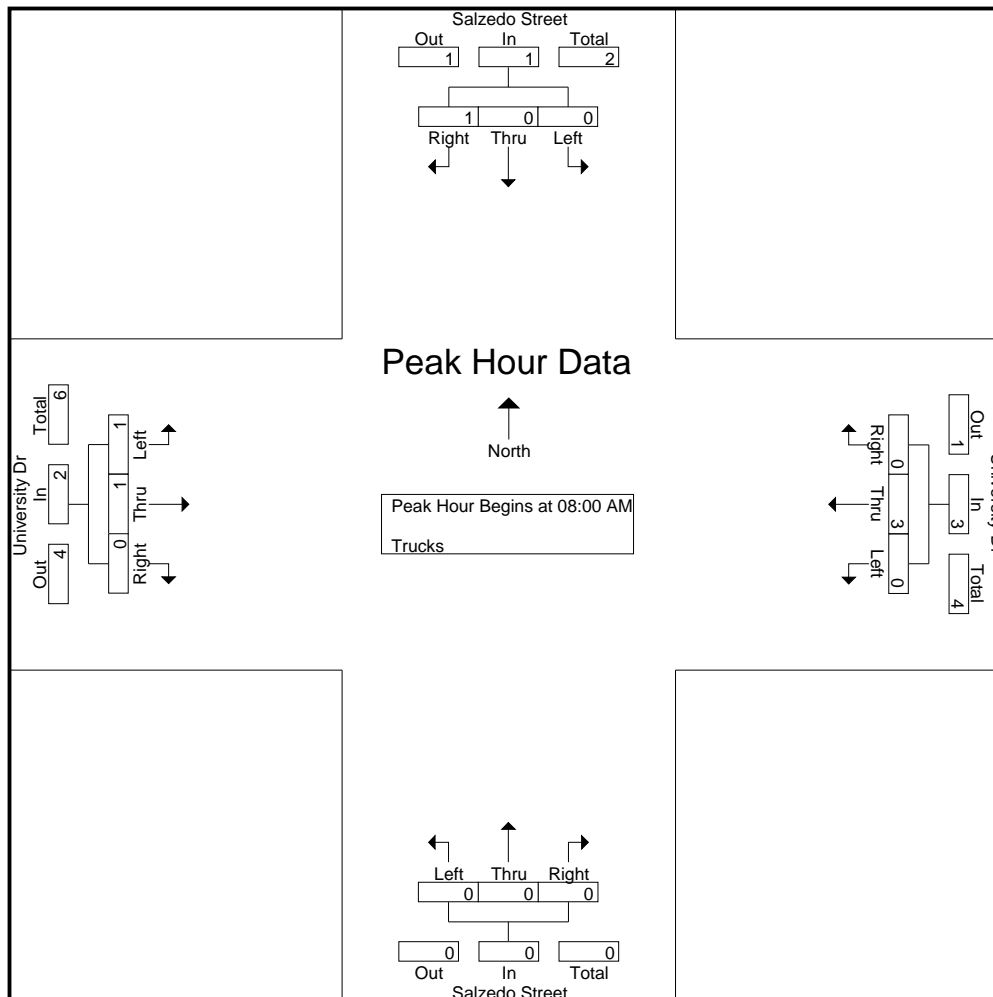 Salzedo Street
Out In Total
1 1 2
1 0 0
Right Thru Left
Peak Hour Data
North
Peak Hour Begins at 08:00 AM
Trucks
University Dr
Out In Total
4 2 6
Right Thru Left
0 1 1
Out In Total
1 3 4
Right Thru Left
0 3 0
Left Thru Right
0 0 0
0 0 0
Out In Total
Salzedo Street